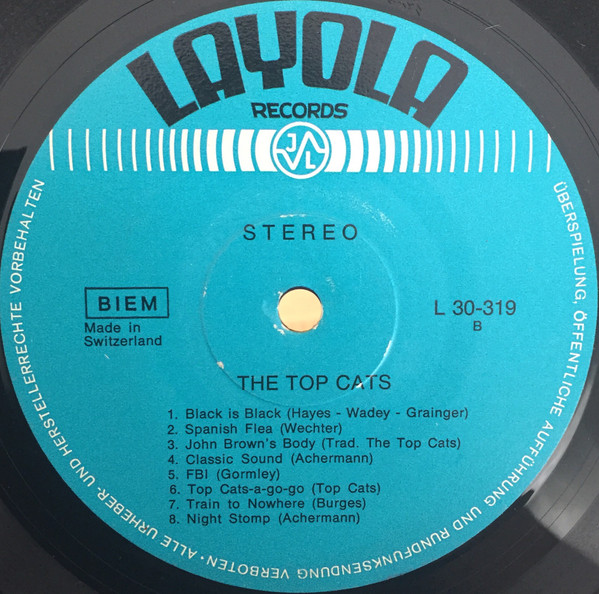 LAYOLA
RECORDS
JVL
STEREO
BIEM
Made in
Switzerland
L 30-319
B
THE TOP CATS
1. Black is Black (Hayes - Wadey - Grainger)
2. Spanish Flea (Wechter)
3. John Brown's Body (Trad. The Top Cats)
4. Classic Sound (Achermann)
5. FBI (Gormley)
6. Top Cats-a-go-go (Top Cats)
7. Train to Nowhere (Burges)
8. Night Stomp (Achermann)
ALLE URHEBER- UND HERSTELLERRECHTE VORBEHALTEN
ÜBERSPIELUNG, ÖFFENTLICHE AUFFÜHRUNG UND RUNDFUNKSENDUNG VERBOTEN •